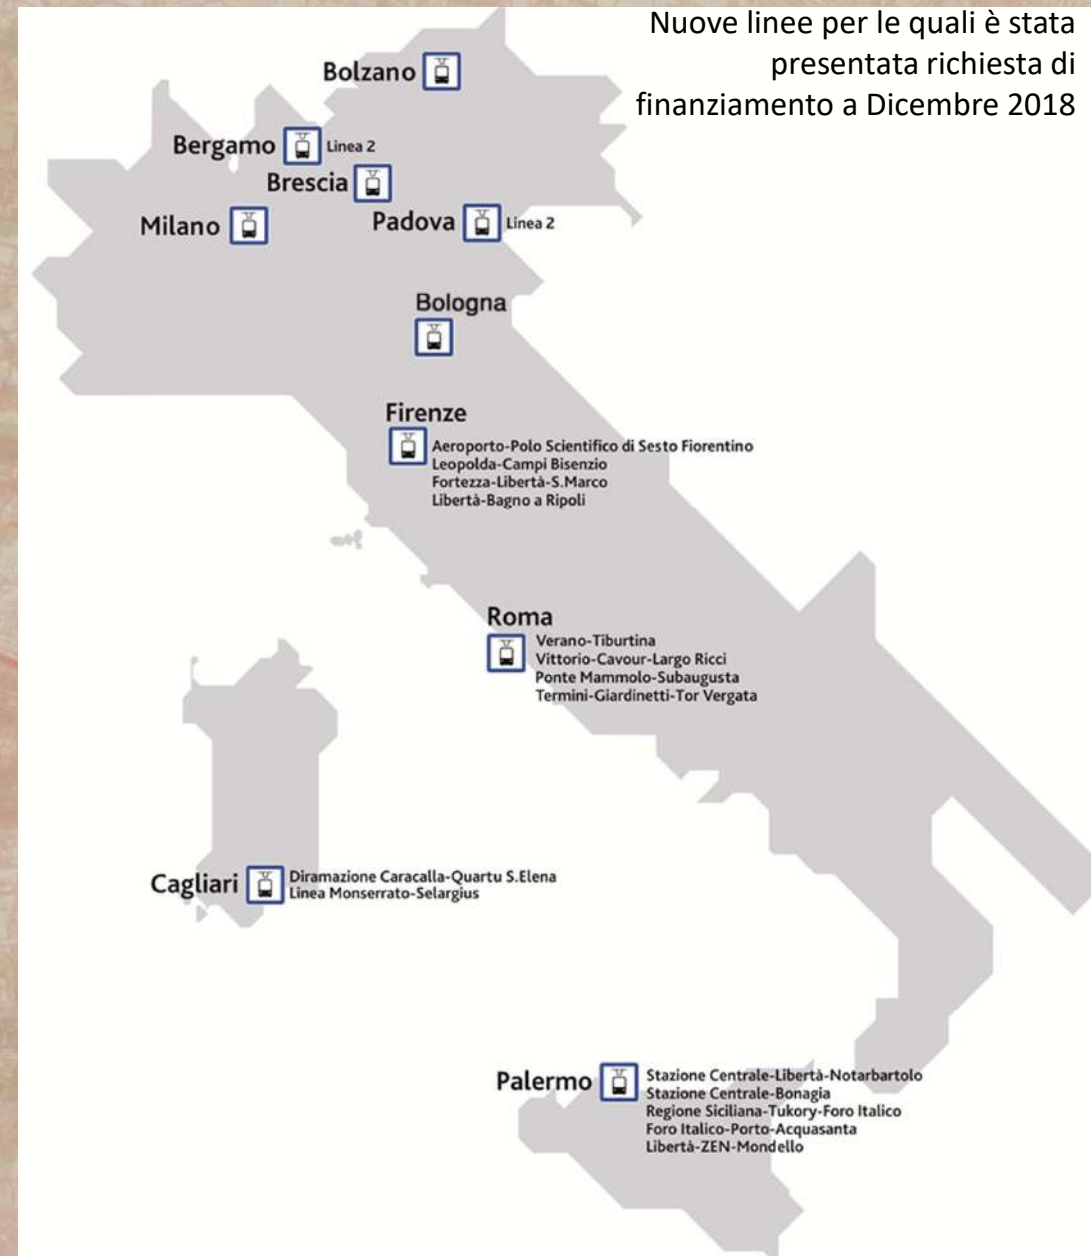 Nuove linee per le quali è stata
presentata richiesta di
finanziamento a Dicembre 2018
Bolzano
Bergamo Linea 2
Brescia
Milano
Padova Linea 2
Bologna
Firenze
Aeroporto-Polo Scientifico di Sesto Fiorentino
Leopolda-Campi Bisenzio
Fortezza-Libertà-S.Marco
Libertà-Bagno a Ripoli
Roma
Verano-Tiburtina
Vittorio-Cavour-Largo Ricci
Ponte Mammolo-Subaugusta
Termini-Giardinetti-Tor Vergata
Cagliari
Diramazione Caracalla-Quartu S.Elena
Linea Monserrato-Selargius
Palermo
Stazione Centrale-Libertà-Notarbartolo
Stazione Centrale-Bonagia
Regione Siciliana-Tukory-Foro Italico
Foro Italico-Porto-Acquasanta
Libertà-ZEN-Mondello